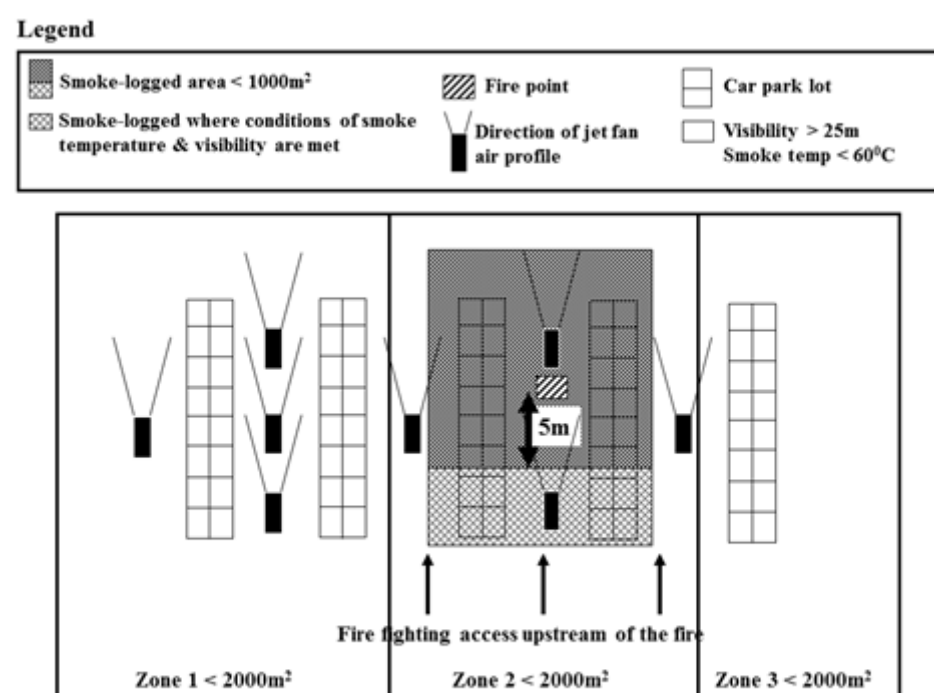 Legend
Smoke-logged area < 1000m²
Smoke-logged where conditions of smoke
temperature & visibility are met
Fire point
Direction of jet fan
air profile
Car park lot
Visibility > 25m
Smoke temp < 60⁰C
5m
Fire fighting access upstream of the fire
Zone 1 < 2000m²
Zone 2 < 2000m²
Zone 3 < 2000m²